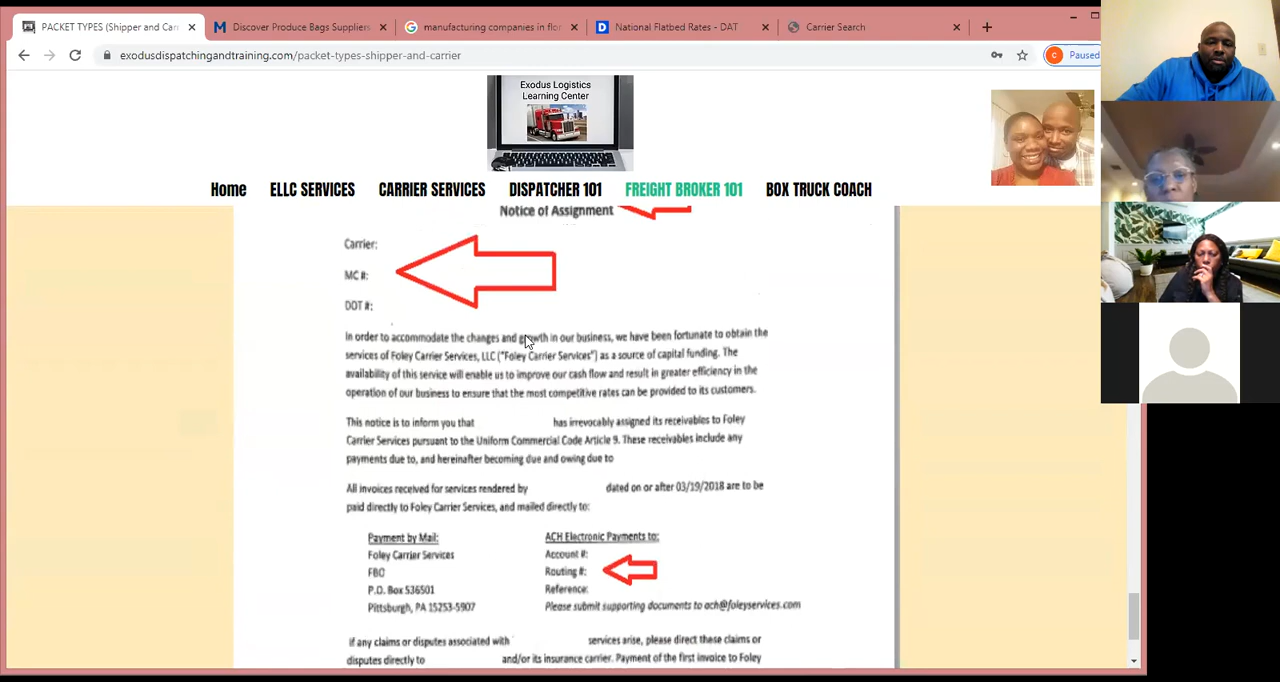 PACKET TYPES (Shipper and Carr
Discover Produce Bags Suppliers
manufacturing companies in flor
National Flatbed Rates - DAT
Carrier Search
exodusdispatchingandtraining.com/packet-types-shipper-and-carrier
C
Paused
Exodus Logistics
Learning Center
Home
ELLC SERVICES
CARRIER SERVICES
DISPATCHER 101
FREIGHT BROKER 101
BOX TRUCK COACH
Notice of Assignment
Carrier:
MC #:
DOT #:
In order to accommodate the changes and growth in our business, we have been fortunate to obtain the
services of Foley Carrier Services, LLC ("Foley Carrier Services") as a source of capital funding. The
availability of this service will enable us to improve our cash flow and result in greater efficiency in the
operation of our business to ensure that the most competitive rates can be provided to its customers.
This notice is to inform you that has irrevocably assigned its receivables to Foley
Carrier Services pursuant to the Uniform Commercial Code Article 9. These receivables include any
payments due to, and hereinafter becoming due and owing due to
All invoices received for services rendered by dated on or after 03/19/2018 are to be
paid directly to Foley Carrier Services, and mailed directly to:
Payment by Mail:
Foley Carrier Services
FBO
P.O. Box 536501
Pittsburgh, PA 15253-5907
ACH Electronic Payments to:
Account #:
Routing #:
Reference:
Please submit supporting documents to ach@foleyservices.com
If any claims or disputes associated with services arise, please direct these claims or
disputes directly to and/or its insurance carrier. Payment of the first invoice to Foley